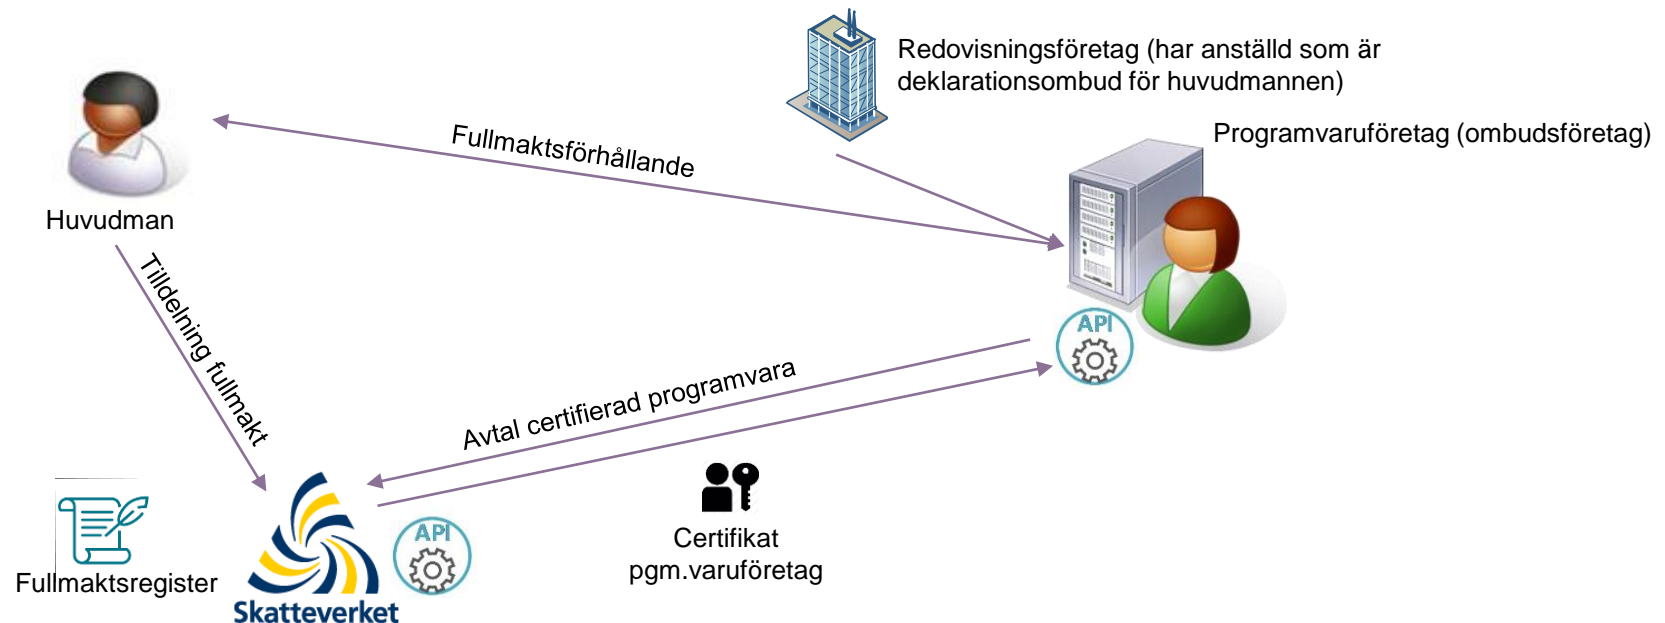 Redovisningsföretag (har anställd som är
deklarationsombud för huvudmannen)
Programvaruföretag (ombudsföretag)
Fullmaktsförhållande
Huvudman
Tilldelning fullmakt
API
Avtal certifierad programvara
Certifikat
pgm.varuföretag
API
Fullmaktsregister
Skatteverket